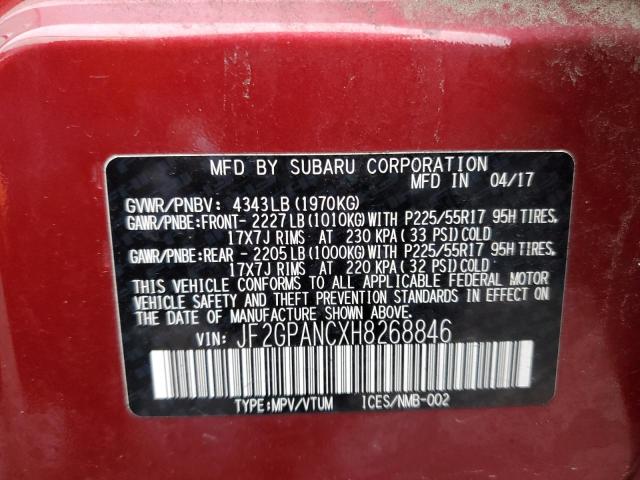 MFD BY SUBARU CORPORATION
MFD IN 04/17
GVWR/PNBV: 4343LB(1970KG)
GAWR/PNBE:FRONT- 2227LB(1010KG)WITH P225/55R17 95H TIRES,
17X7J RIMS AT 230 KPA(33 PSI)COLD
GAWR/PNBE:REAR - 2205LB(1000KG)WITH P225/55R17 95H TIRES,
17X7J RIMS AT 220 KPA(32 PSI)COLD
THIS VEHICLE CONFORMS TO ALL APPLICABLE FEDERAL MOTOR
VEHICLE SAFETY AND THEFT PREVENTION STANDARDS IN EFFECT ON
THE DATE OF MANUFACTURE SHOWN ABOVE.
VIN: JF2GPANCXH8268846
TYPE:MPV/VTUM ICES/NMB-002